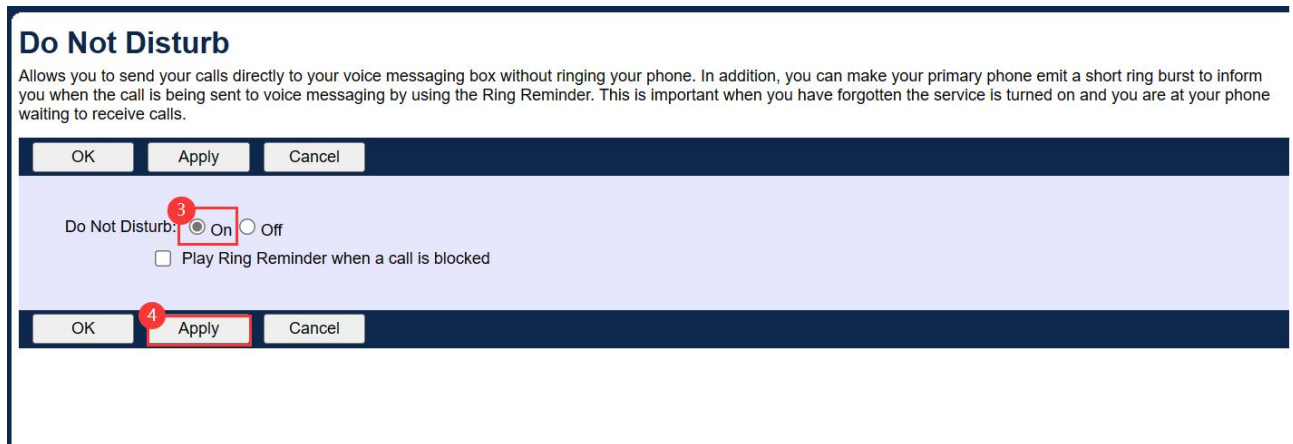 Do Not Disturb
Allows you to send your calls directly to your voice messaging box without ringing your phone. In addition, you can make your primary phone emit a short ring burst to inform
you when the call is being sent to voice messaging by using the Ring Reminder. This is important when you have forgotten the service is turned on and you are at your phone
waiting to receive calls.
OK Apply Cancel
3
Do Not Disturb: On Off
Play Ring Reminder when a call is blocked
4
OK Apply Cancel